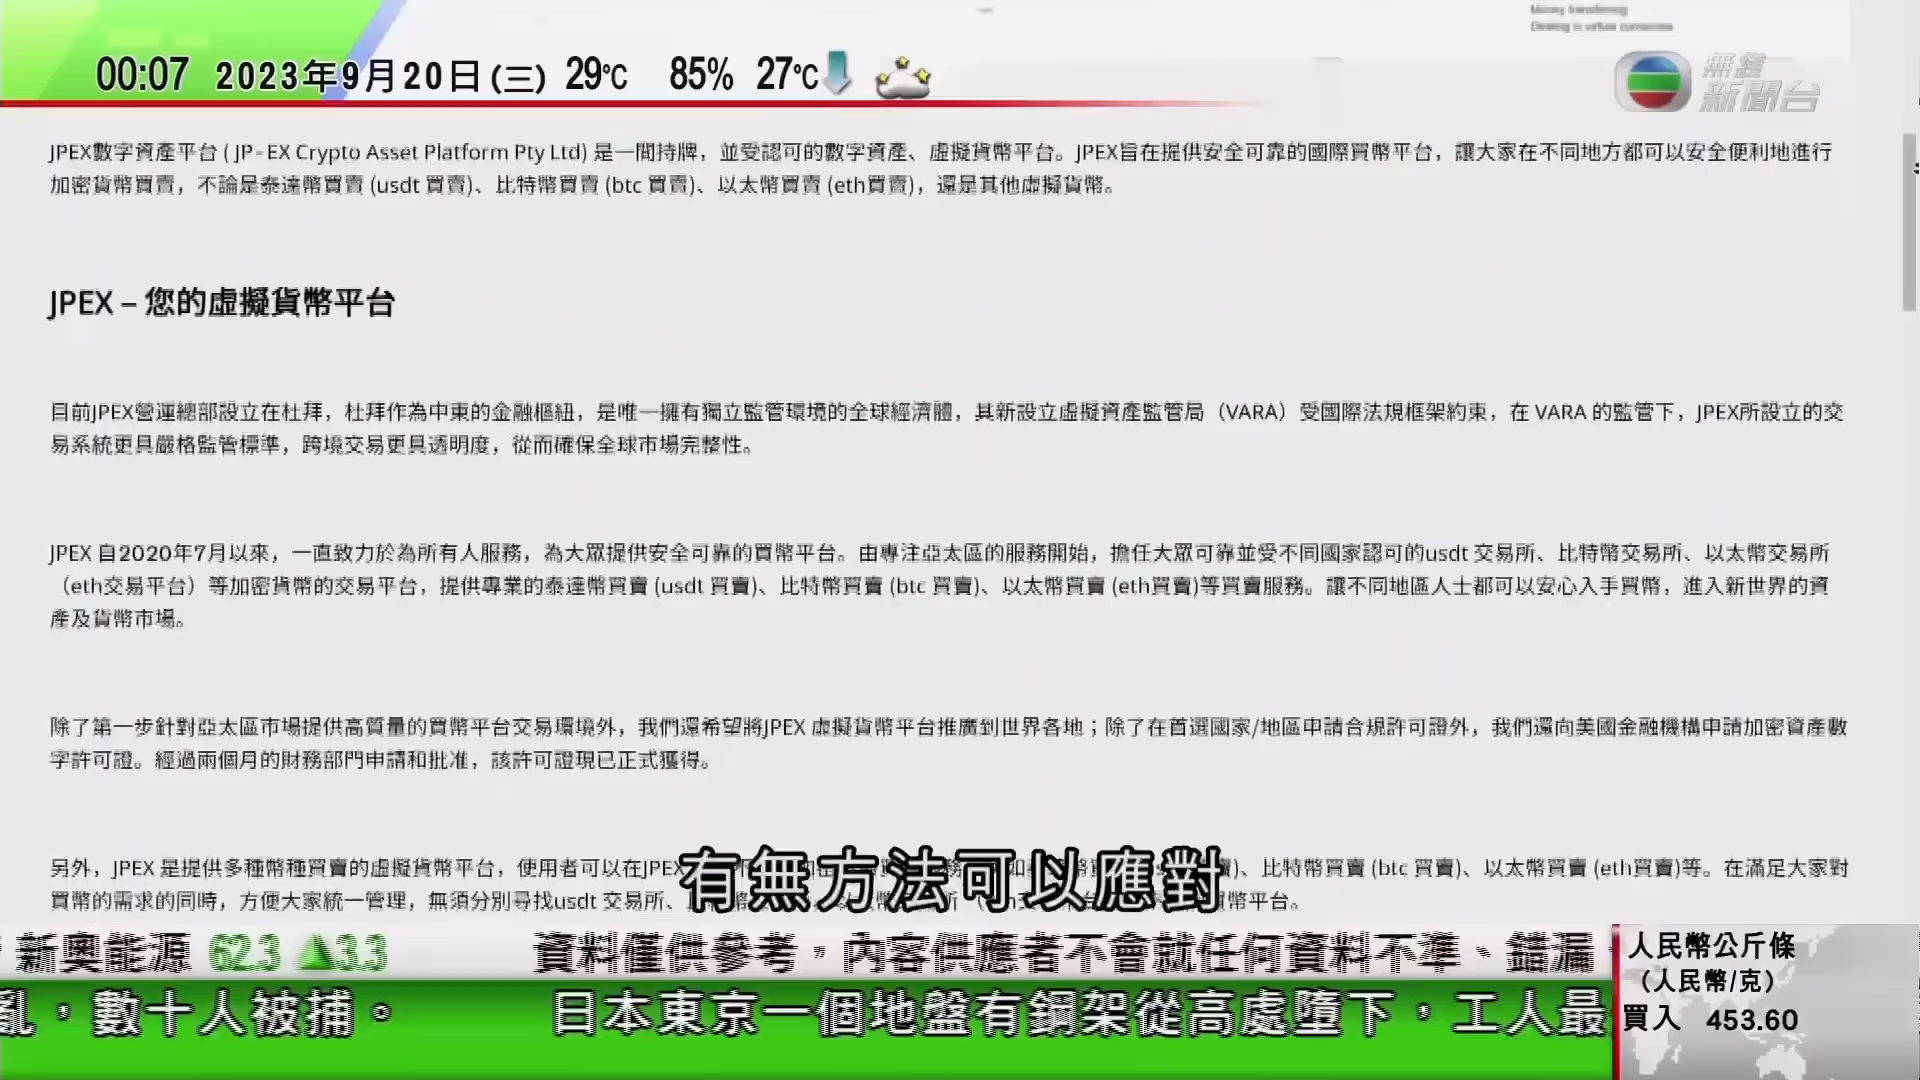 Money transferring
Dealing in virtual currencies
00:07 2023年9月20日(三) 29℃ 85% 27℃
無綫新聞台
JPEX數字資產平台 ( JP-EX Crypto Asset Platform Pty Ltd) 是一間持牌，並受認可的數字資產、虛擬貨幣平台。JPEX旨在提供安全可靠的國際買幣平台，讓大家在不同地方都可以安全便利地進行
加密貨幣買賣，不論是泰達幣買賣 (usdt 買賣)、比特幣買賣 (btc 買賣)、以太幣買賣 (eth買賣)，還是其他虛擬貨幣。
JPEX – 您的虛擬貨幣平台
目前JPEX營運總部設立在杜拜，杜拜作為中東的金融樞紐，是唯一擁有獨立監管環境的全球經濟體，其新設立虛擬資產監管局（VARA）受國際法規框架約束，在 VARA 的監管下，JPEX所設立的交
易系統更具嚴格監管標準，跨境交易更具透明度，從而確保全球市場完整性。
JPEX 自2020年7月以來，一直致力於為所有人服務，為大眾提供安全可靠的買幣平台。由專注亞太區的服務開始，擔任大眾可靠並受不同國家認可的usdt 交易所、比特幣交易所、以太幣交易所
（eth交易平台）等加密貨幣的交易平台，提供專業的泰達幣買賣 (usdt 買賣)、比特幣買賣 (btc 買賣)、以太幣買賣 (eth買賣)等買賣服務。讓不同地區人士都可以安心入手買幣，進入新世界的資
產及貨幣市場。
除了第一步針對亞太區市場提供高質量的買幣平台交易環境外，我們還希望將JPEX 虛擬貨幣平台推廣到世界各地；除了在首選國家/地區申請合規許可證外，我們還向美國金融機構申請加密資產數
字許可證。經過兩個月的財務部門申請和批准，該許可證現已正式獲得。
另外，JPEX 是提供多種幣種買賣的虛擬貨幣平台，使用者可以在JPEX 賣)、比特幣買賣 (btc 買賣)、以太幣買賣 (eth買賣)等。在滿足大家對
買幣的需求的同時，方便大家統一管理，無須分別尋找usdt 交易所、 買幣平台。
有無方法可以應對
新奧能源 62.3 ▲3.3 資料僅供參考，內容供應者不會就任何資料不準、錯漏
亂，數十人被捕。 日本東京一個地盤有鋼架從高處墮下，工人最
人民幣公斤條
(人民幣/克)
買入 453.60